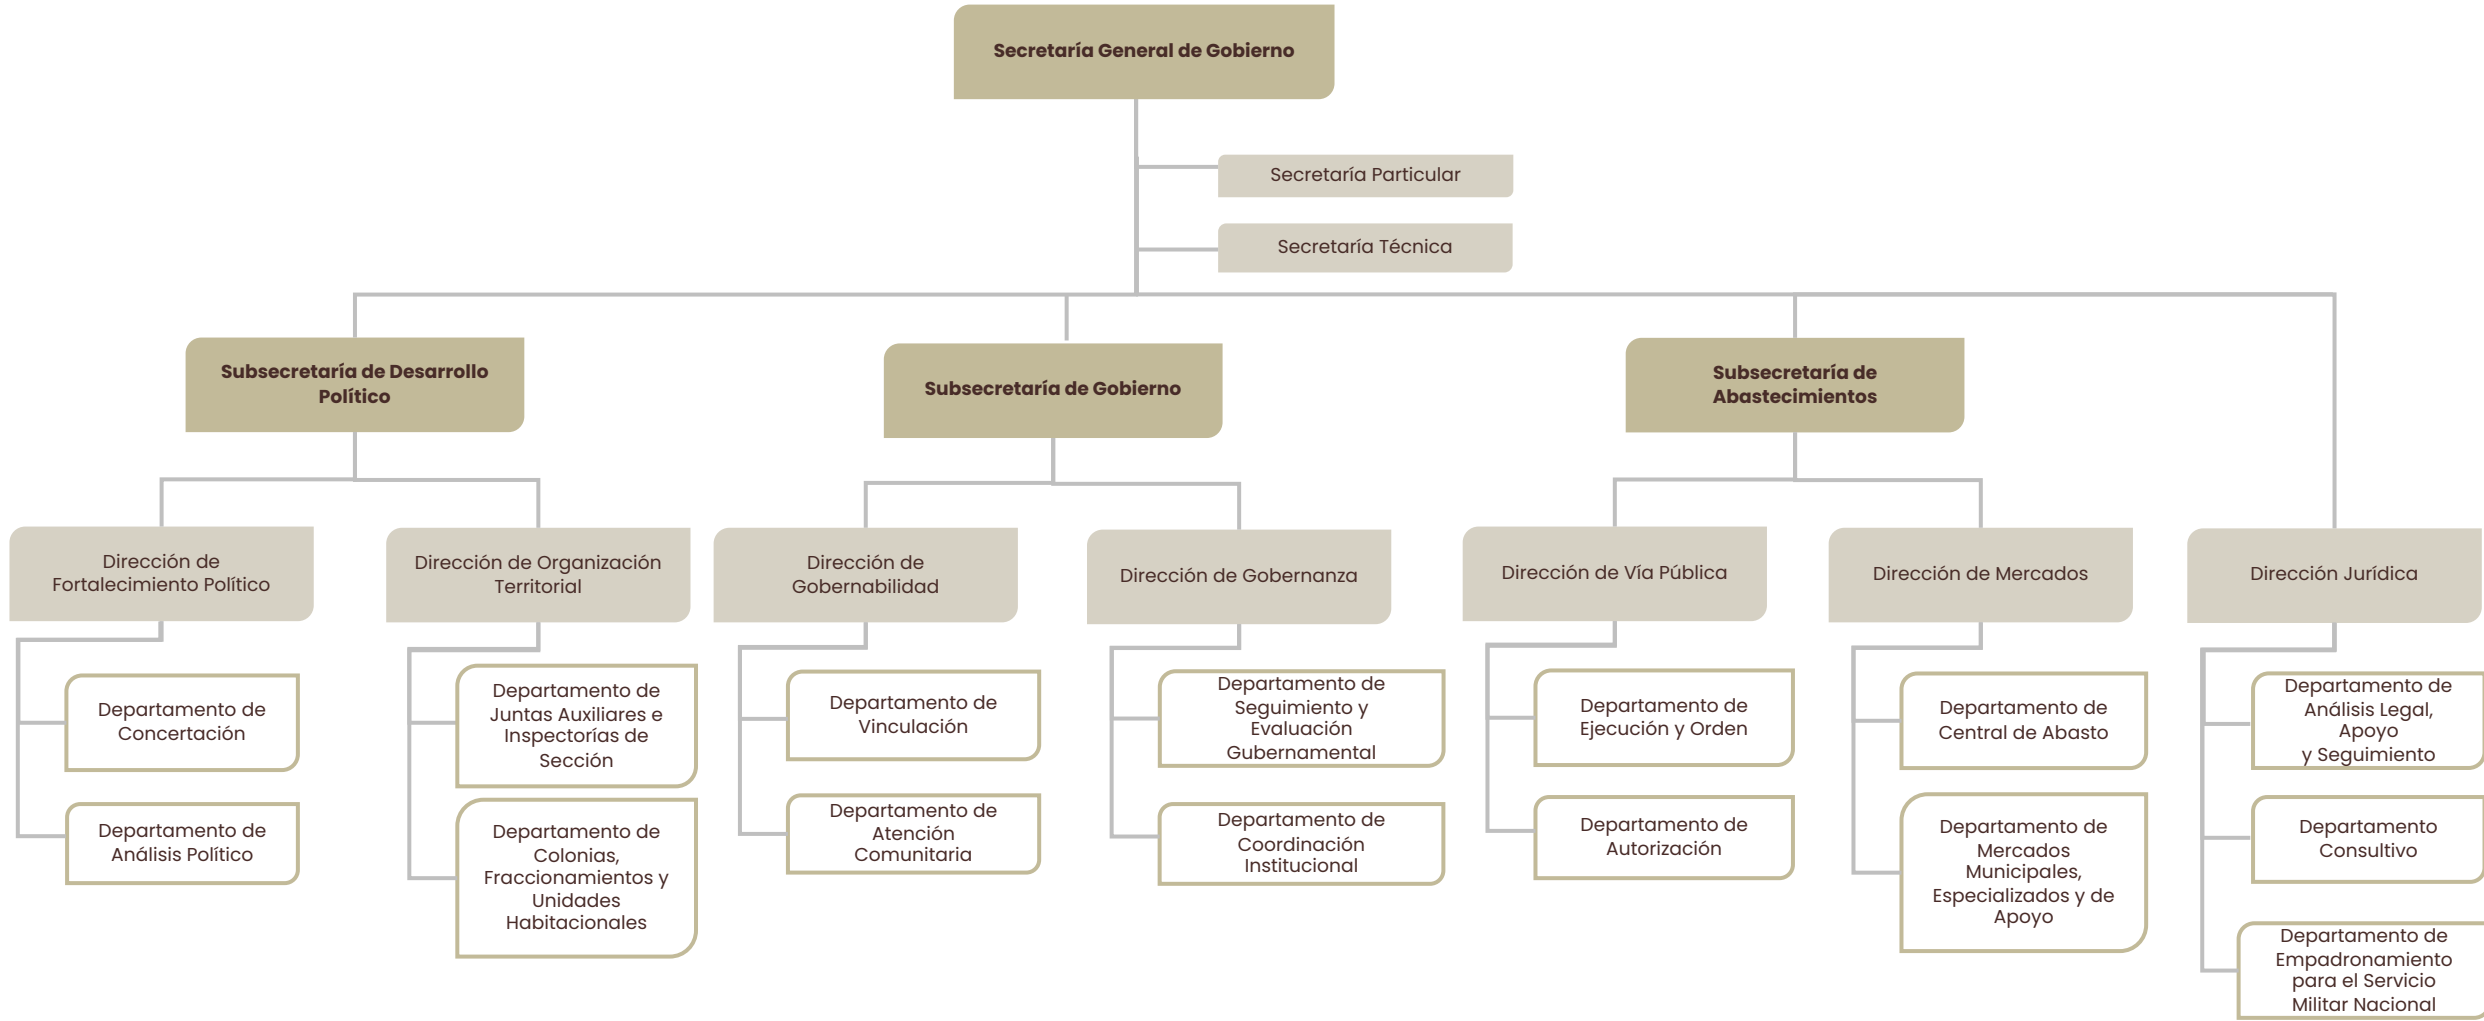 Secretaría General de Gobierno
Secretaría Particular
Secretaría Técnica
Subsecretaría de Desarrollo
Político
Subsecretaría de Gobierno
Subsecretaría de
Abastecimientos
Dirección de
Fortalecimiento Político
Dirección de Organización
Territorial
Dirección de
Gobernabilidad
Dirección de Gobernanza
Dirección de Vía Pública
Dirección de Mercados
Dirección Jurídica
Departamento de
Concertación
Departamento de
Análisis Político
Departamento de
Juntas Auxiliares e
Inspectorías de
Sección
Departamento de
Colonias,
Fraccionamientos y
Unidades
Habitacionales
Departamento de
Vinculación
Departamento de
Atención
Comunitaria
Departamento de
Seguimiento y
Evaluación
Gubernamental
Departamento de
Coordinación
Institucional
Departamento de
Ejecución y Orden
Departamento de
Autorización
Departamento de
Central de Abasto
Departamento de
Mercados
Municipales,
Especializados y de
Apoyo
Departamento de
Análisis Legal,
Apoyo
y Seguimiento
Departamento
Consultivo
Departamento de
Empadronamiento
para el Servicio
Militar Nacional